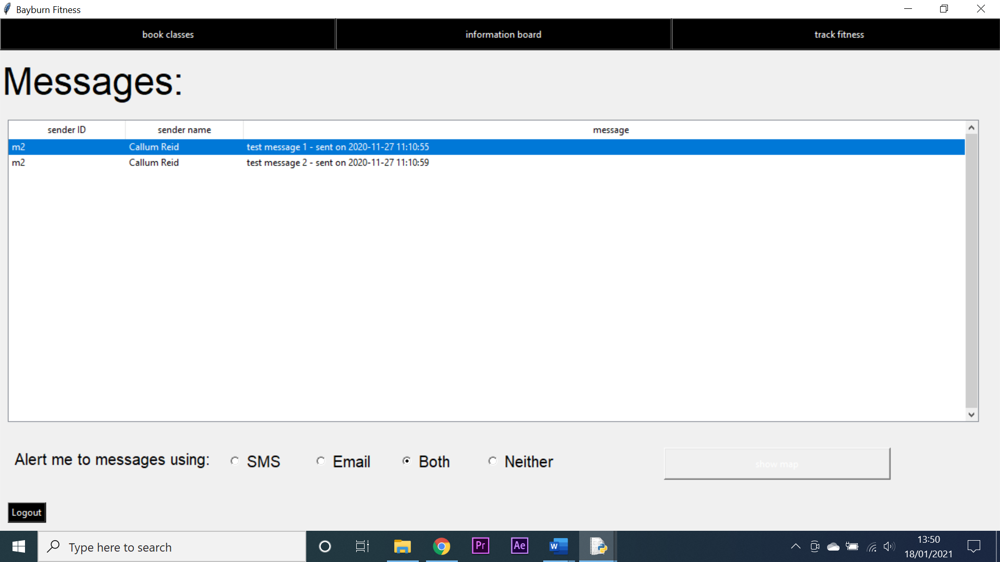 Bayburn Fitness
book classes information board track fitness
Messages:
sender ID sender name message
m2 Callum Reid test message 1 - sent on 2020-11-27 11:10:55
m2 Callum Reid test message 2 - sent on 2020-11-27 11:10:59
Alert me to messages using: SMS Email Both Neither show map
Logout
Type here to search Pr Ae W 13:50
18/01/2021